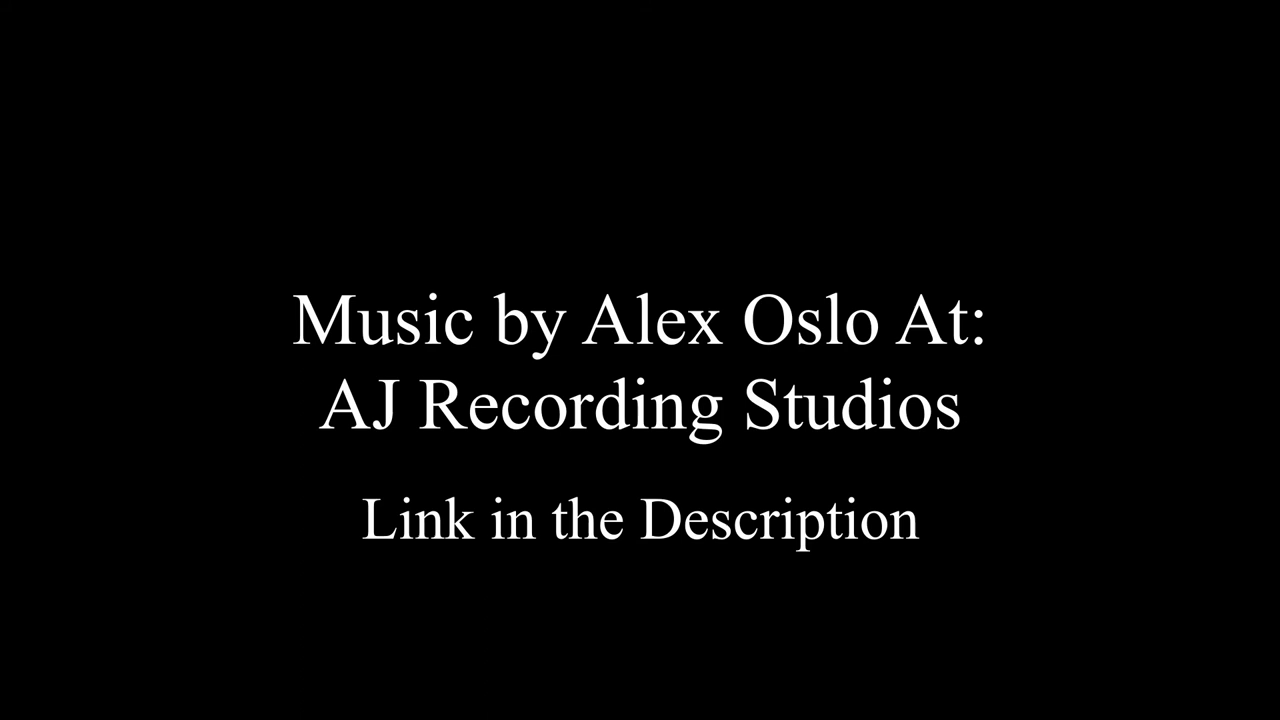 Music by Alex Oslo At:
AJ Recording Studios
Link in the Description